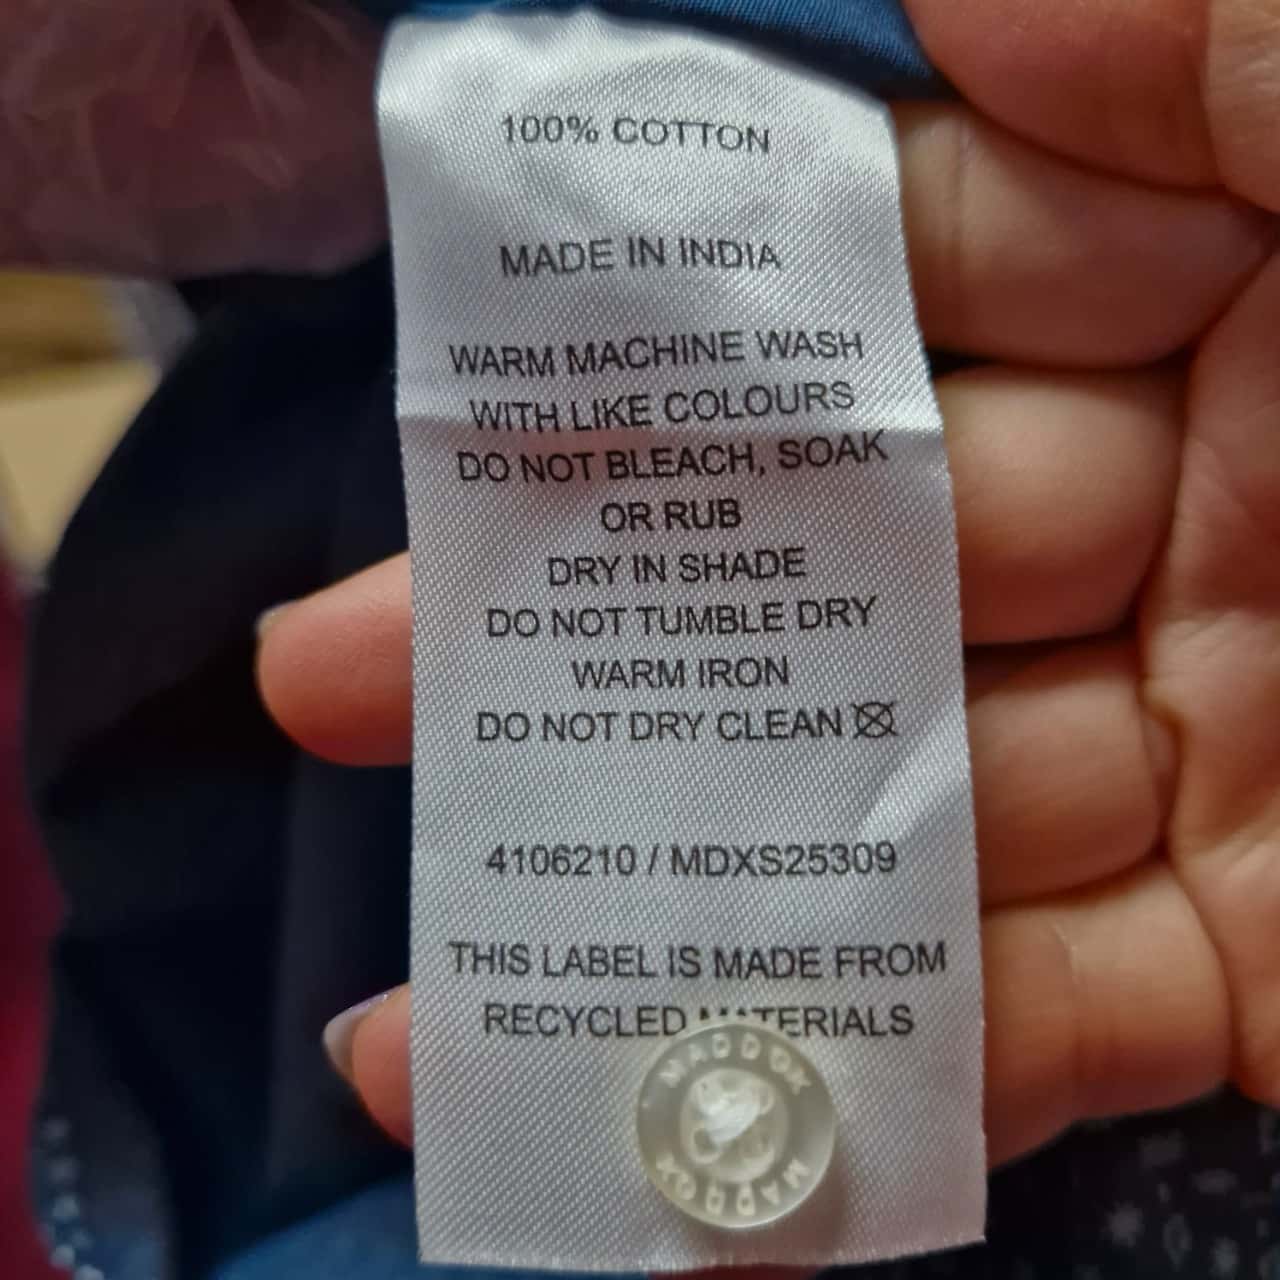 100% COTTON
MADE IN INDIA
WARM MACHINE WASH
WITH LIKE COLOURS
DO NOT BLEACH, SOAK
OR RUB
DRY IN SHADE
DO NOT TUMBLE DRY
WARM IRON
DO NOT DRY CLEAN
4106210 / MDXS25309
THIS LABEL IS MADE FROM
RECYCLED MATERIALS
MADDOX
MADDOX